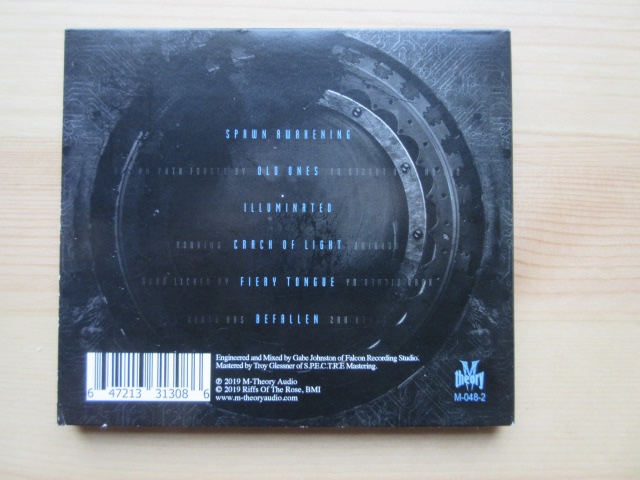 SPAWN AWAKENING
OLD ONES
ILLUMINATED
CRACK OF LIGHT
FIERY TONGUE
BEFALLEN
Engineered and Mixed by Gabe Johnston of Falcon Recording Studio.
Mastered by Troy Glessner of S.P.E.C.T.R.E Mastering.
℗ 2019 M-Theory Audio
© 2019 Riffs Of The Rose, BMI
www.m-theoryaudio.com
6 47213 31308 6
M theory
M-048-2